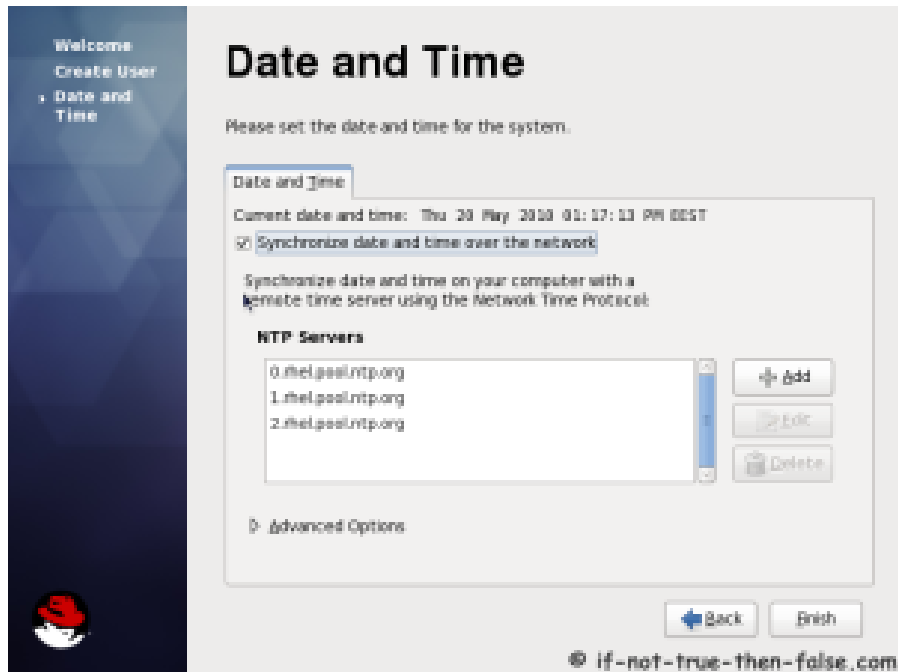 Welcome
Create User
Date and
Time
Date and Time
Please set the date and time for the system.
Date and Time
Current date and time: Thu 20 May 2010 01:17:13 PM EEST
Synchronize date and time over the network
Synchronize date and time on your computer with a
remote time server using the Network Time Protocol:
NTP Servers
0.rhel.pool.ntp.org
1.rhel.pool.ntp.org
2.rhel.pool.ntp.org
Add
Edit
Delete
Advanced Options
Back
Finish
© if-not-true-then-false.com